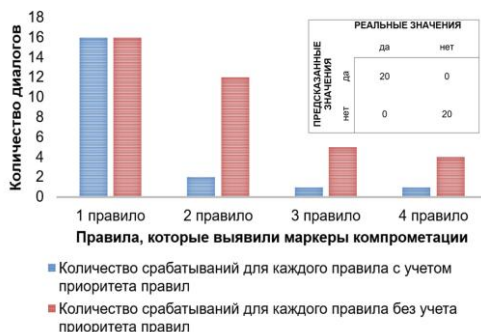 Количество диалогов
18
16
14
12
10
8
6
4
2
0
РЕАЛЬНЫЕ ЗНАЧЕНИЯ
да нет
ПРЕДСКАЗАННЫЕ
ЗНАЧЕНИЯ
да 20 0
нет 0 20
1 правило 2 правило 3 правило 4 правило
Правила, которые выявили маркеры компрометации
Количество срабатываний для каждого правила с учетом
приоритета правил
Количество срабатываний для каждого правила без учета
приоритета правил